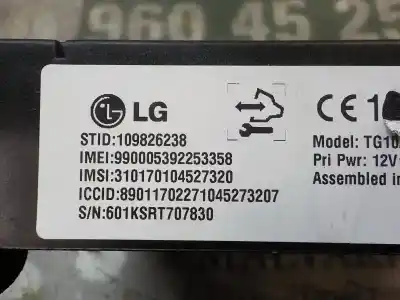 960 45 25
LG
STID:109826238
IMEI:990005392253358
IMSI:310170104527320
ICCID:89011702271045273207
S/N:601KSRT707830
CE
Model: TG10
Pri Pwr: 12V
Assembled in